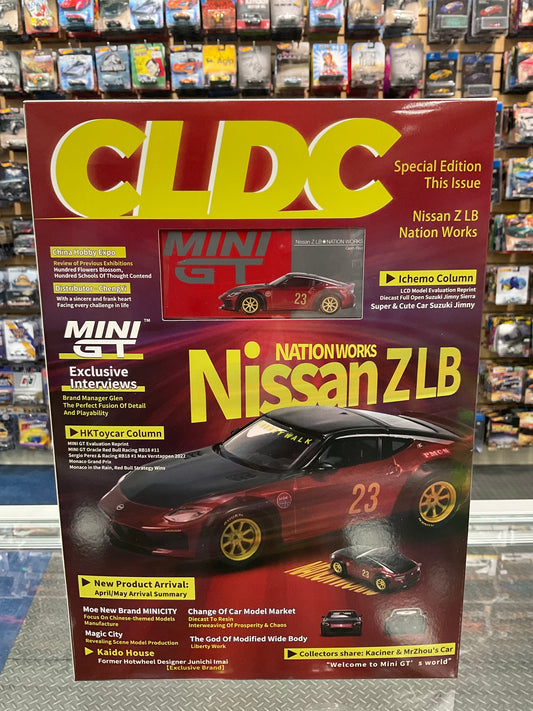 CLDC
Special Edition
This Issue
Nissan Z LB
Nation Works
China Hobby Expo
Review of Previous Exhibitions
Hundred Flowers Blossom,
Hundred Schools Of Thought Contend
Distributor - ChengYi
With a sincere and frank heart
Facing every challenge in life
MINI
GT
Nissan Z LB★NATION WORKS
23
Ichemo Column
LCD Model Evaluation Reprint
Diecast Full Open Suzuki Jimny Sierra
Super & Cute Car Suzuki Jimny
MINI
GT
TM
Exclusive
Interviews
Brand Manager Glen
The Perfect Fusion Of Detail
And Playability
NATION WORKS
Nissan Z LB
HKToycar Column
MINI GT Evaluation Reprint
MINI GT Oracle Red Bull Racing RB18 #11
Sergio Perez & Racing RB18 #1 Max Verstappen 2022
Monaco Grand Prix
Monaco in the Rain, Red Bull Strategy Wins
23
New Product Arrival:
April/May Arrival Summary
23
Moe New Brand MINICITY
Focus On Chinese-themed Models
Manufacture
Magic City
Revealing Scene Model Production
Kaido House
Former Hotwheel Designer Junichi Imai
[Exclusive Brand]
Change Of Car Model Market
Diecast To Resin
Interweaving Of Prosperity & Chaos
The God Of Modified Wide Body
Liberty Work
Collectors share: Kaciner & MrZhou's Car
"Welcome to Mini GT's world"